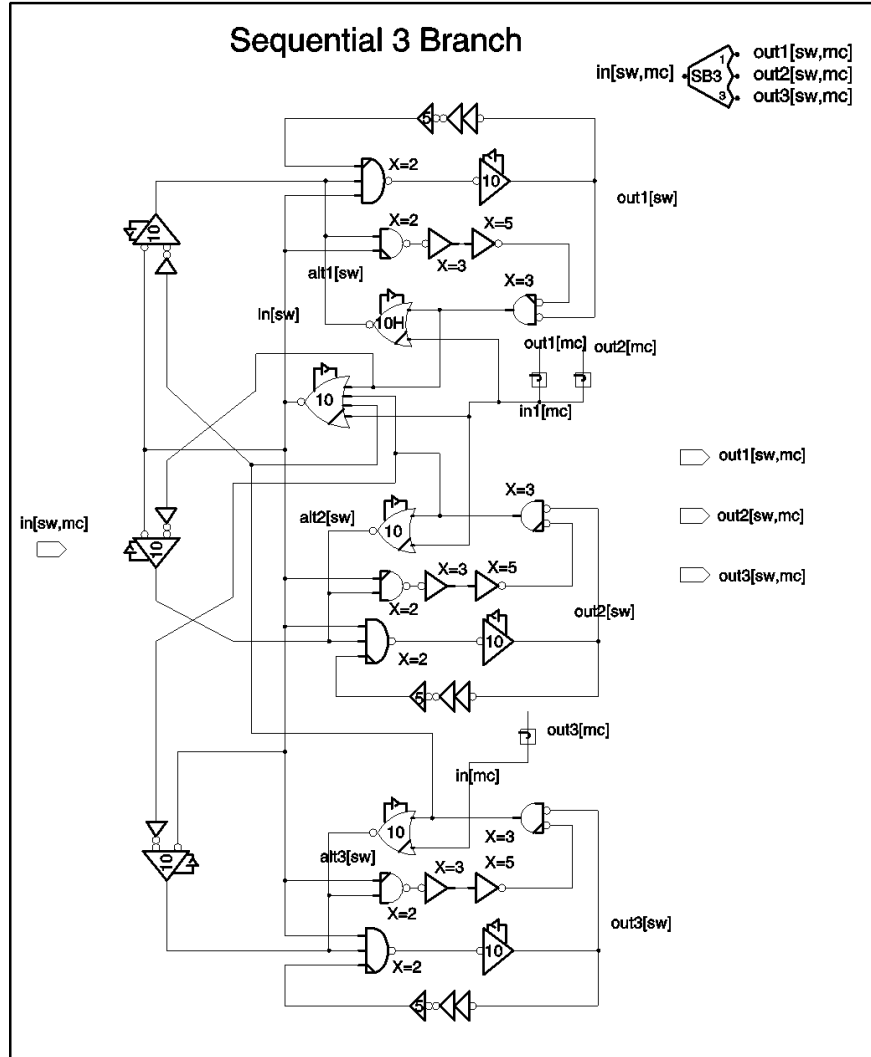 Sequential 3 Branch
out1[sw,mc]
in[sw,mc] SB3 out2[sw,mc]
out3[sw,mc]
1
3
5
X=2
10
out1[sw]
10
X=2 X=5
X=3
alt1[sw]
X=3
in[sw]
10H
out1[mc] out2[mc]
10
in1[mc]
out1[sw,mc]
X=3
in[sw,mc]
alt2[sw]
10
out2[sw,mc]
10
X=3 X=5
out3[sw,mc]
X=2
out2[sw]
10
X=2
5
out3[mc]
in[mc]
10
X=3
alt3[sw]
10
X=3 X=5
X=2
out3[sw]
10
X=2
5